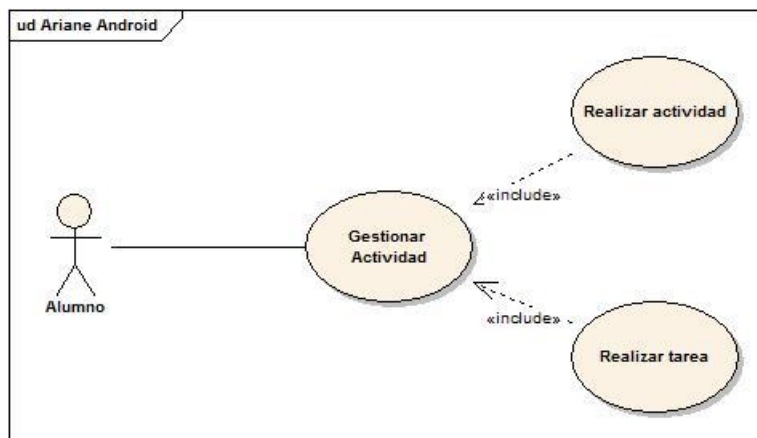 ud Ariane Android
Realizar actividad
«include»
Gestionar
Actividad
Alumno
«include»
Realizar tarea